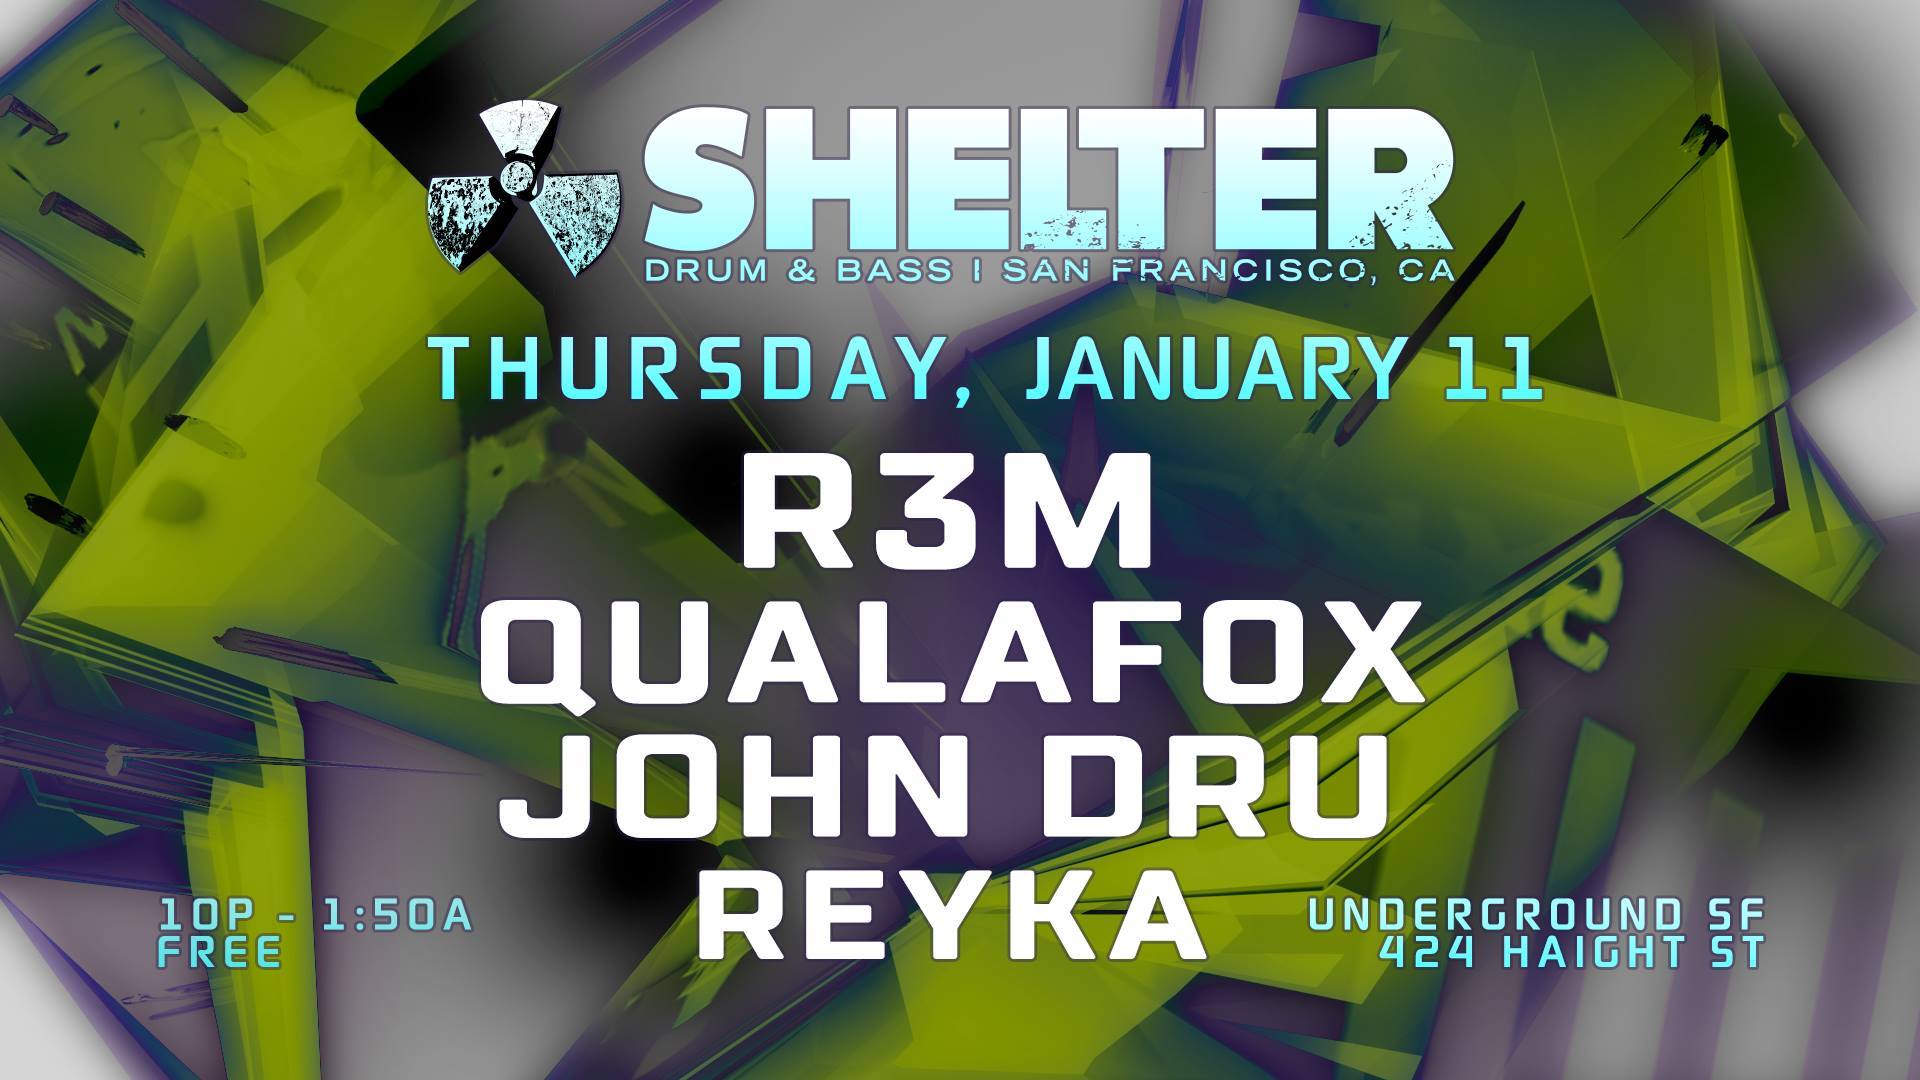 SHELTER
DRUM & BASS | SAN FRANCISCO, CA
THURSDAY, JANUARY 11
R3M
QUALAFOX
JOHN DRU
REYKA
10P - 1:50A
FREE
UNDERGROUND SF
424 HAIGHT ST